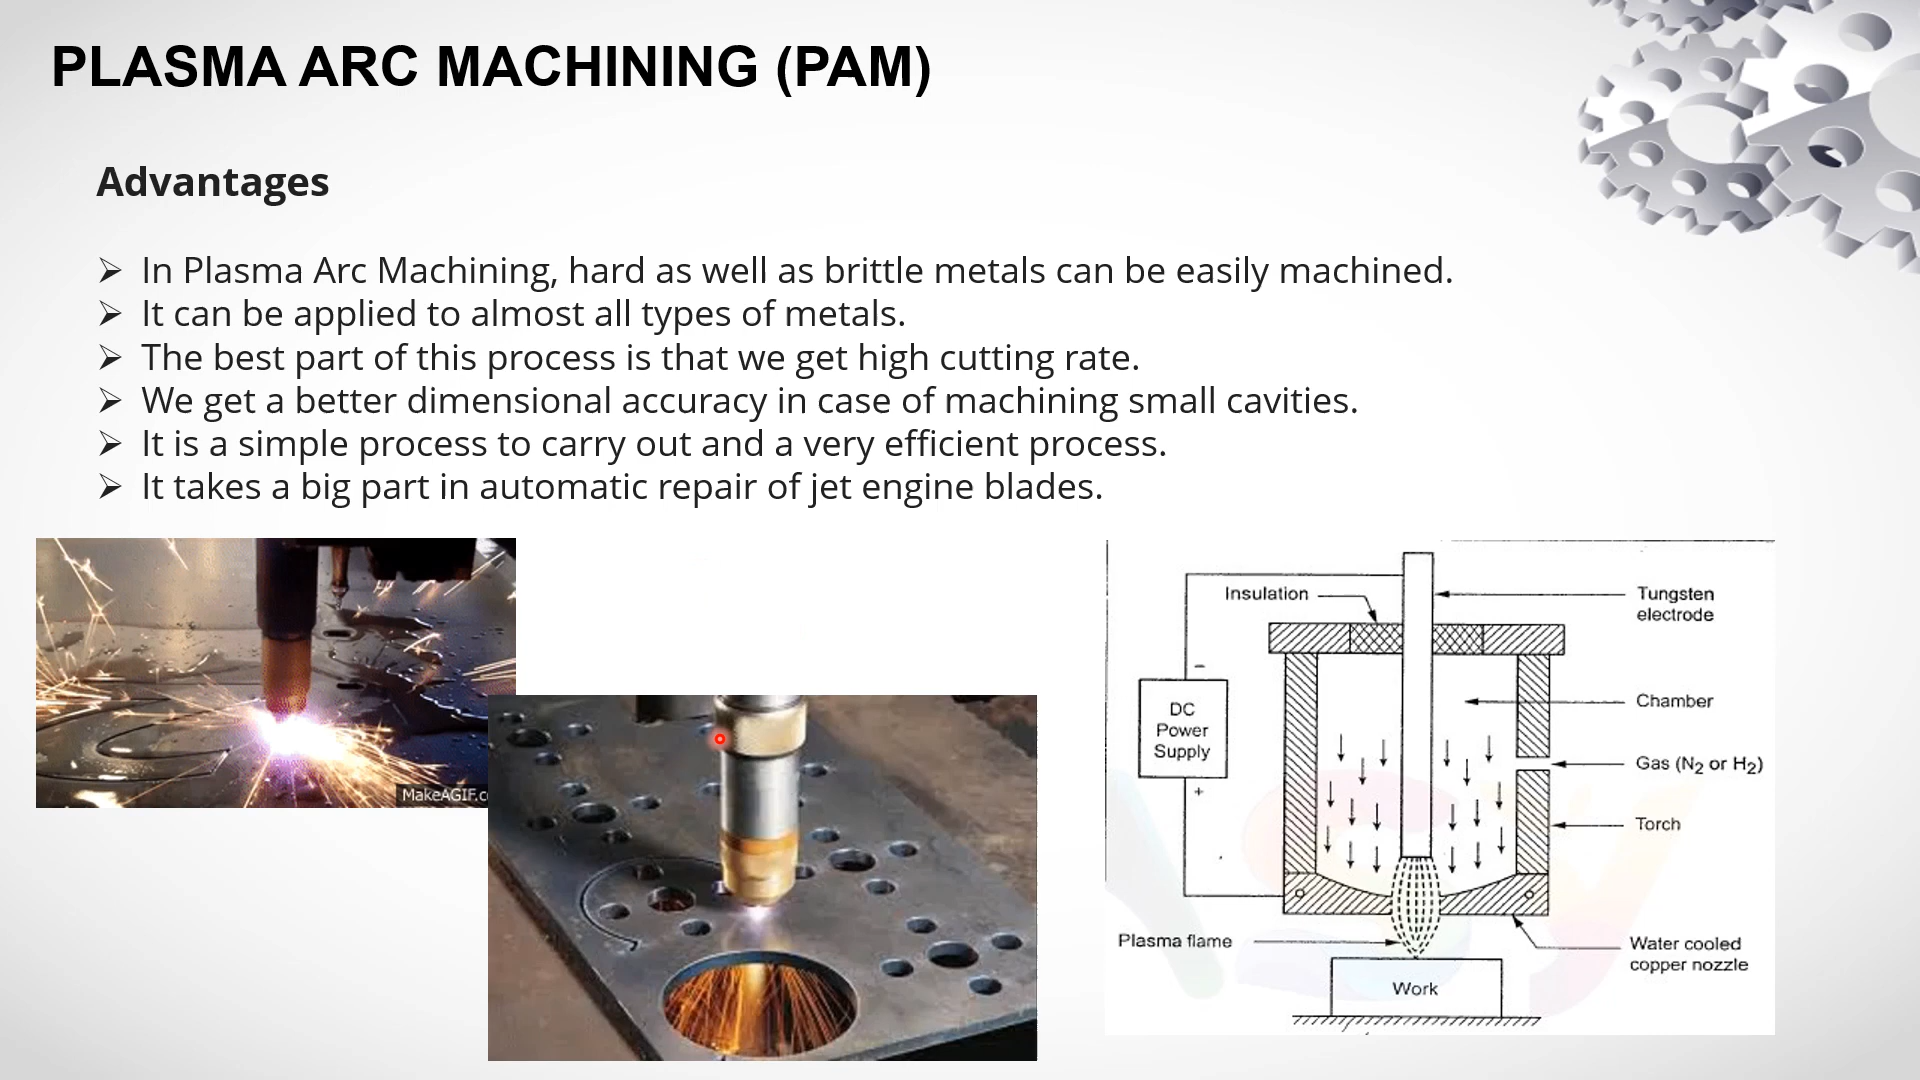 PLASMA ARC MACHINING (PAM)
Advantages
➢ In Plasma Arc Machining, hard as well as brittle metals can be easily machined.
➢ It can be applied to almost all types of metals.
➢ The best part of this process is that we get high cutting rate.
➢ We get a better dimensional accuracy in case of machining small cavities.
➢ It is a simple process to carry out and a very efficient process.
➢ It takes a big part in automatic repair of jet engine blades.
MakeAGIF.c
Insulation
Tungsten
electrode
−
DC
Power
Supply
+
Chamber
Gas (N₂ or H₂)
Torch
Plasma flame
Water cooled
copper nozzle
Work